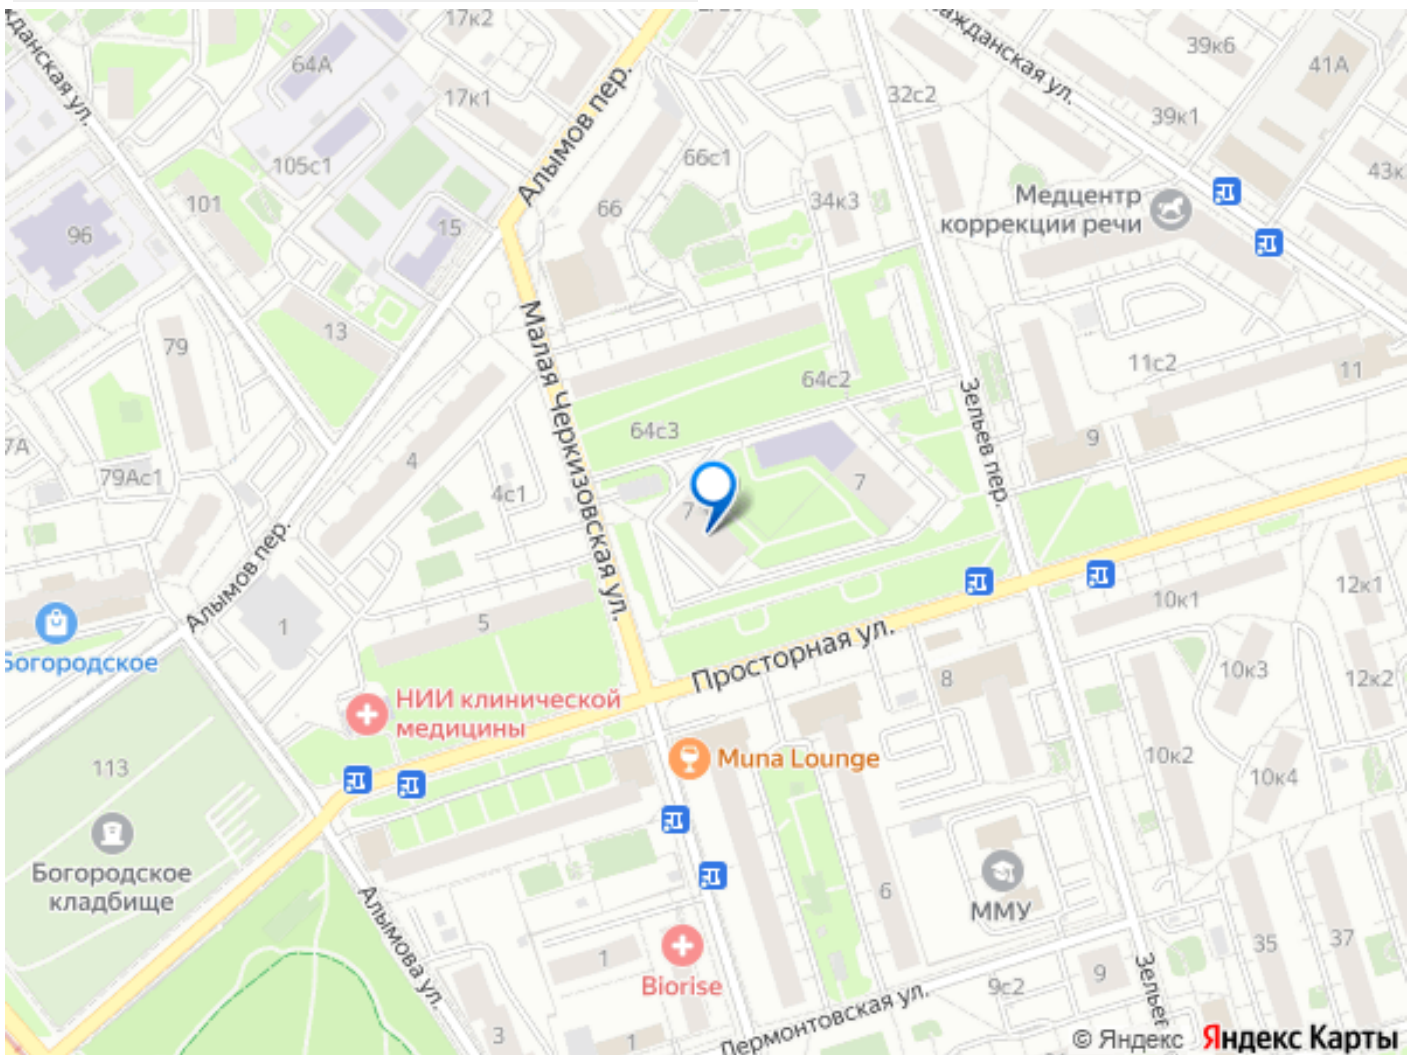 17к2
жданская ул.
жданская ул.
39к6
64А
41А
17к1
Алымов пер.
32с2
39к1
66с1
105с1
43к
101
66
34к3
Медцентр
коррекции речи
15
96
Малая Черкизовская ул.
13
79
11с2
11
64с2
Зельев пер.
64с3
9
7А
79Ас1
4
4с1
7
7
Алымов пер.
1
5
12к1
10к1
Богородское
Просторная ул.
10к3
12к2
8
НИИ клинической
медицины
Muna Lounge
113
10к2
10к4
Богородское
кладбище
6
ММУ
Алымова ул.
1
Biorise
35
37
Зельев
9
9с2
Лермонтовская ул.
3
1
© Яндекс Яндекс Карты